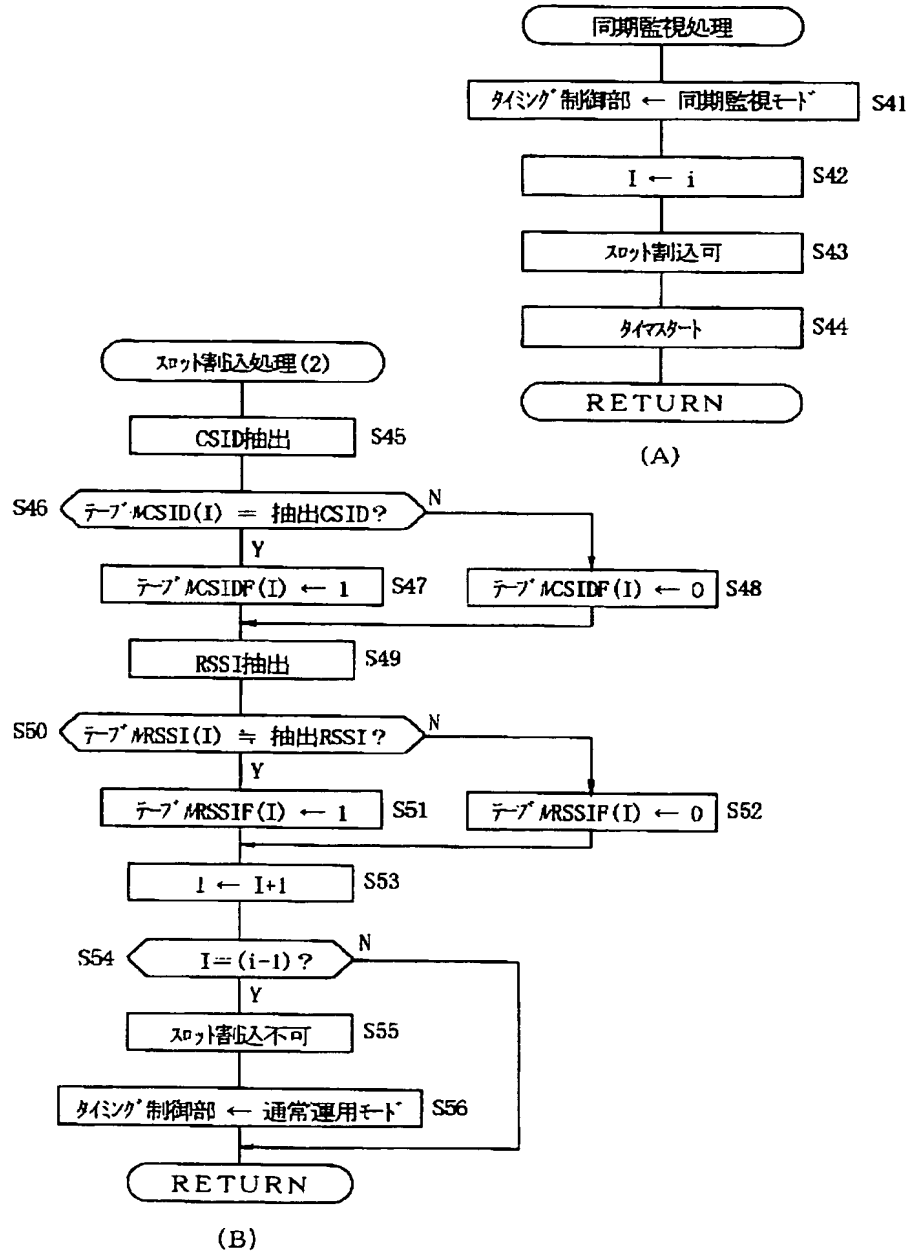 同期監視処理
ﾀｲﾐﾝｸﾞ制御部 ← 同期監視ﾓｰﾄﾞ
S41
I ← i
S42
ｽﾛｯﾄ割込可
S43
ﾀｲﾏｽﾀｰﾄ
S44
RETURN
(A)
ｽﾛｯﾄ割込処理(2)
CSID抽出
S45
S46
ﾃｰﾌﾞﾙCSID(I) = 抽出CSID?
N
Y
ﾃｰﾌﾞﾙCSIDF(I) ← 1
S47
ﾃｰﾌﾞﾙCSIDF(I) ← 0
S48
RSSI抽出
S49
S50
ﾃｰﾌﾞﾙRSSI(I) ≒ 抽出RSSI?
N
Y
ﾃｰﾌﾞﾙRSSIF(I) ← 1
S51
ﾃｰﾌﾞﾙRSSIF(I) ← 0
S52
I ← I+1
S53
S54
I=(i-1)?
N
Y
ｽﾛｯﾄ割込不可
S55
ﾀｲﾐﾝｸﾞ制御部 ← 通常運用ﾓｰﾄﾞ
S56
RETURN
(B)